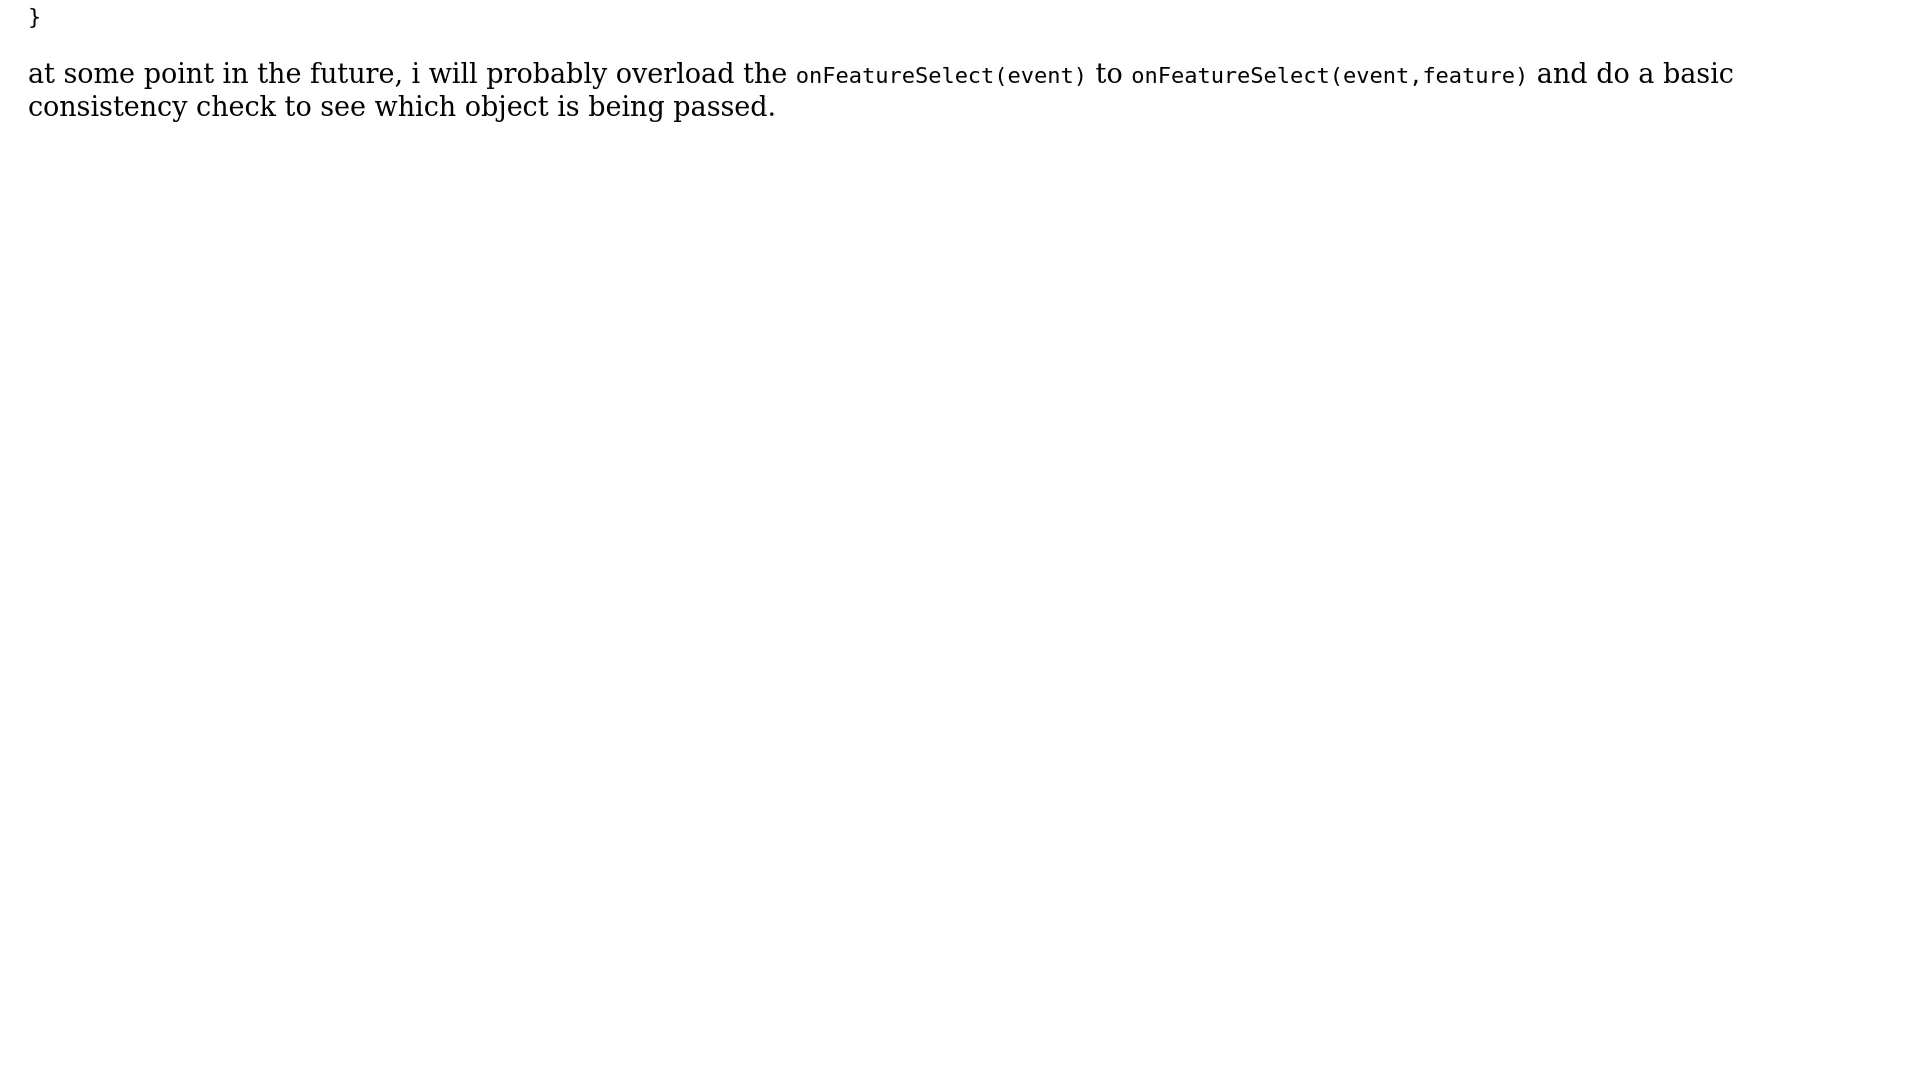 }
at some point in the future, i will probably overload the onFeatureSelect(event) to onFeatureSelect(event,feature) and do a basic
consistency check to see which object is being passed.